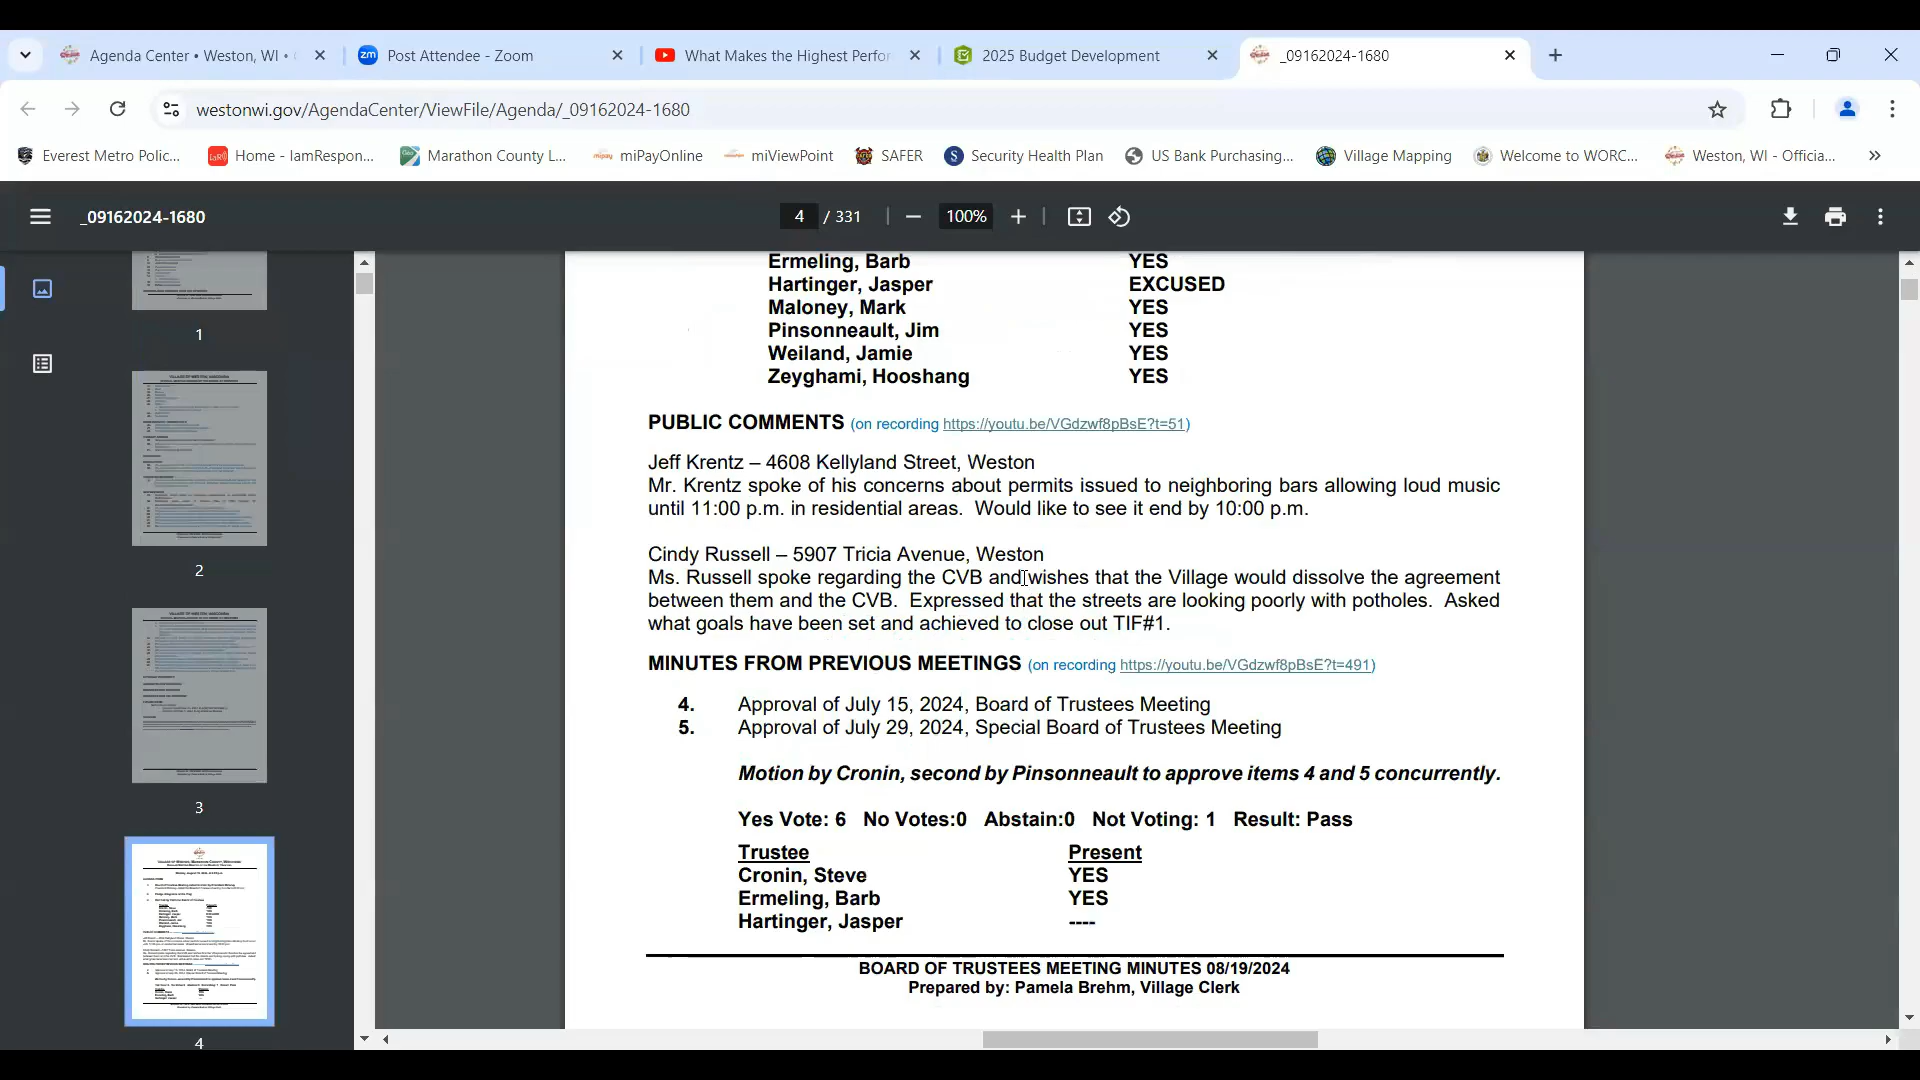 Agenda Center • Weston, WI •
Post Attendee - Zoom
What Makes the Highest Perfor
2025 Budget Development
_09162024-1680
westonwi.gov/AgendaCenter/ViewFile/Agenda/_09162024-1680
Everest Metro Polic...
Home - IamRespon...
Marathon County L...
miPayOnline
miViewPoint
SAFER
Security Health Plan
US Bank Purchasing...
Village Mapping
Welcome to WORC...
Weston, WI - Officia...
_09162024-1680
4 / 331
100%
1
2
3
4
Ermeling, Barb YES
Hartinger, Jasper EXCUSED
Maloney, Mark YES
Pinsonneault, Jim YES
Weiland, Jamie YES
Zeyghami, Hooshang YES
PUBLIC COMMENTS (on recording https://youtu.be/VGdzwf8pBsE?t=51)
Jeff Krentz – 4608 Kellyland Street, Weston
Mr. Krentz spoke of his concerns about permits issued to neighboring bars allowing loud music
until 11:00 p.m. in residential areas. Would like to see it end by 10:00 p.m.
Cindy Russell – 5907 Tricia Avenue, Weston
Ms. Russell spoke regarding the CVB and wishes that the Village would dissolve the agreement
between them and the CVB. Expressed that the streets are looking poorly with potholes. Asked
what goals have been set and achieved to close out TIF#1.
MINUTES FROM PREVIOUS MEETINGS (on recording https://youtu.be/VGdzwf8pBsE?t=491)
4. Approval of July 15, 2024, Board of Trustees Meeting
5. Approval of July 29, 2024, Special Board of Trustees Meeting
Motion by Cronin, second by Pinsonneault to approve items 4 and 5 concurrently.
Yes Vote: 6 No Votes:0 Abstain:0 Not Voting: 1 Result: Pass
Trustee Present
Cronin, Steve YES
Ermeling, Barb YES
Hartinger, Jasper ----
BOARD OF TRUSTEES MEETING MINUTES 08/19/2024
Prepared by: Pamela Brehm, Village Clerk